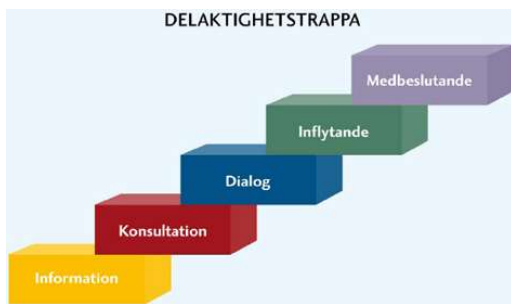 DELAKTIGHETSTRAPPA
Medbeslutande
Inflytande
Dialog
Konsultation
Information